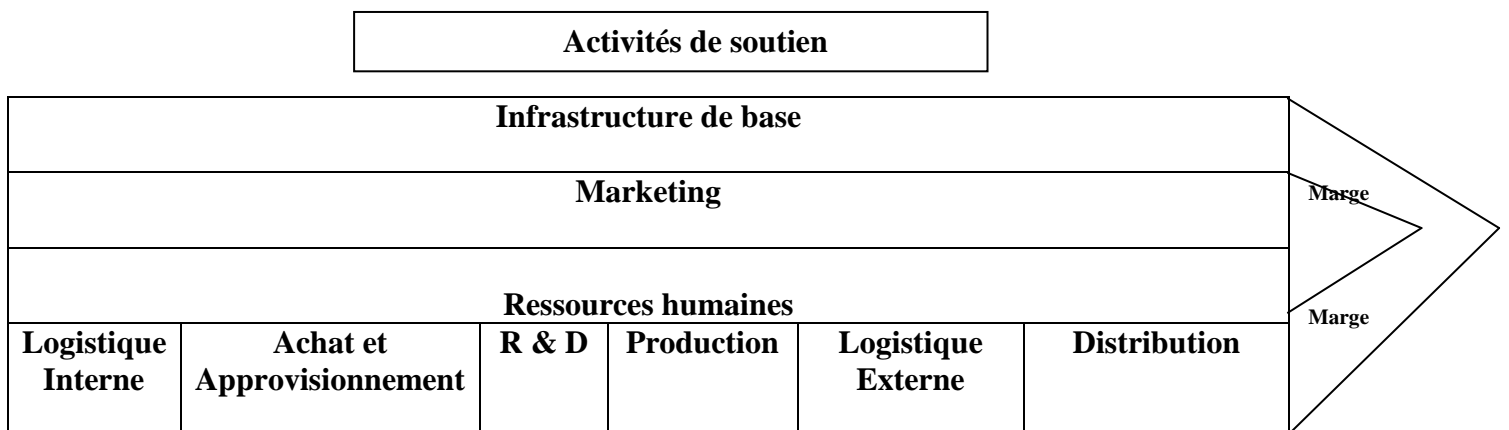 Activités de soutien
Infrastructure de base
Marketing
Marge
Ressources humaines
Marge
Logistique Interne
Achat et Approvisionnement
R & D
Production
Logistique Externe
Distribution